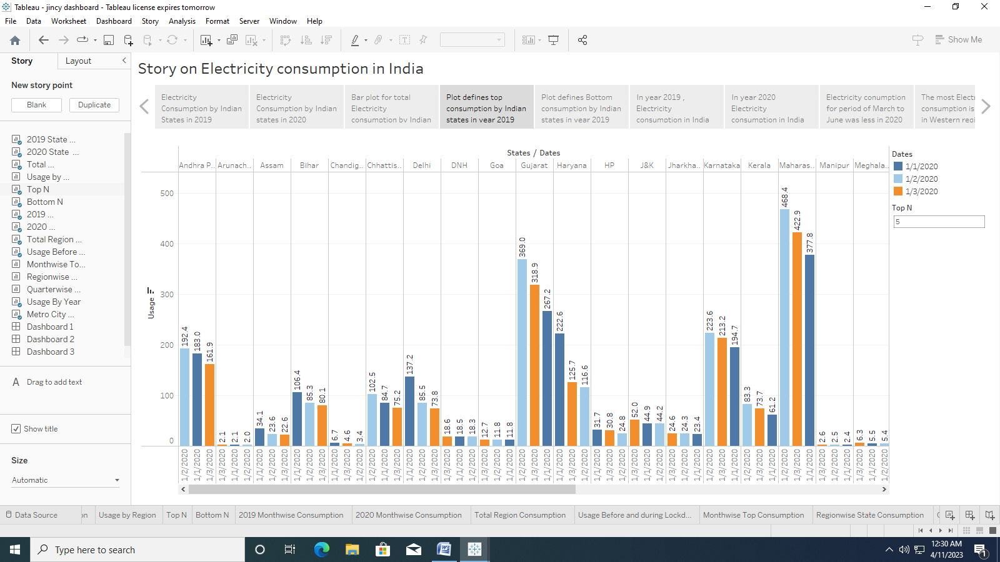 Tableau - jincy dashboard - Tableau license expires tomorrow
File Data Worksheet Dashboard Story Analysis Format Server Window Help
Show Me
Story Layout
New story point
Blank Duplicate
2019 State ...
2020 State ...
Total ...
Usage by ...
Top N
Bottom N
2019 ...
2020 ...
Total Region ...
Usage Before ...
Monthwise To...
Regionwise ...
Quarterwise ...
Usage By Year
Metro City ...
Dashboard 1
Dashboard 2
Dashboard 3
A Drag to add text
Show title
Size
Automatic
Story on Electricity consumption in India
Electricity
Consumption by Indian
States in 2019
Electricity
Consumption by Indian
states in 2020
Bar plot for total
Electricity
consumption by Indian
Plot defines top
consumption by Indian
states in year 2019
Plot defines Bottom
consumption by Indian
states in year 2019
In year 2019 ,
Electricity
consumption in India
In year 2020
Electricity
consumption in India
Electricity conumption
for period of March to
June was less in 2020
The most Electr
consumption is
in Western regi
States / Dates
Andhra P.. Arunach.. Assam Bihar Chandig.. Chhattis.. Delhi DNH Goa Gujarat Haryana HP J&K Jharkha.. Karnataka Kerala Maharas.. Manipur Meghala..
Usage
500
400
300
200
100
0
192.4 183.0 161.9 2.1 2.1 2.0 34.1 23.6 22.6 106.4 85.3 80.1 6.7 4.6 3.4 102.5 84.7 75.2 137.2 85.5 73.8 18.6 18.5 18.3 12.7 11.8 11.8 369.0 318.9 267.2 222.6 125.7 116.6 31.7 30.8 24.8 52.0 44.9 44.2 24.6 24.3 23.4 223.6 213.2 194.7 83.3 73.7 61.2 468.4 422.9 377.8 2.6 2.5 2.4 6.3 5.5 5.4
1/2/2020 1/1/2020 1/3/2020 1/3/2020 1/1/2020 1/2/2020 1/1/2020 1/2/2020 1/3/2020 1/1/2020 1/2/2020 1/3/2020 1/1/2020 1/3/2020 1/2/2020 1/2/2020 1/1/2020 1/3/2020 1/1/2020 1/2/2020 1/3/2020 1/3/2020 1/1/2020 1/2/2020 1/3/2020 1/2/2020 1/1/2020 1/2/2020 1/3/2020 1/1/2020 1/1/2020 1/3/2020 1/2/2020 1/1/2020 1/3/2020 1/2/2020 1/3/2020 1/1/2020 1/2/2020 1/3/2020 1/2/2020 1/1/2020 1/2/2020 1/3/2020 1/1/2020 1/2/2020 1/3/2020 1/1/2020 1/2/2020 1/3/2020 1/1/2020 1/3/2020 1/2/2020 1/1/2020 1/3/2020 1/1/2020 1/2/2020
Dates
1/1/2020
1/2/2020
1/3/2020
Top N
5
Data Source on Usage by Region Top N Bottom N 2019 Monthwise Consumption 2020 Monthwise Consumption Total Region Consumption Usage Before and during Lockd... Monthwise Top Consumption Regionwise State Consumption
Type here to search
12:30 AM
4/11/2023
1